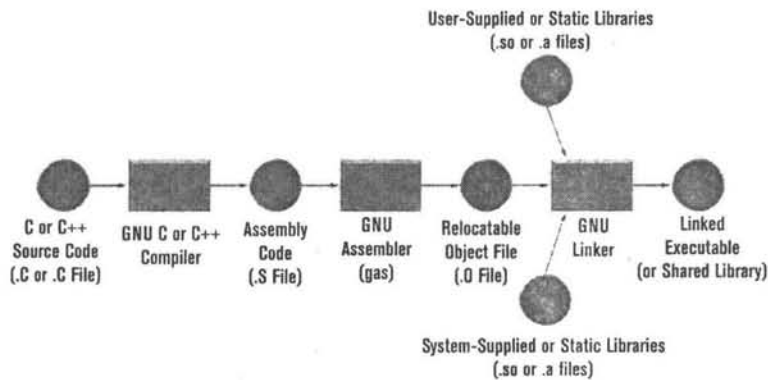 User-Supplied or Static Libraries
(.so or .a files)
C or C++
Source Code
(.C or .C File)
GNU C or C++
Compiler
Assembly
Code
(.S File)
GNU
Assembler
(gas)
Relocatable
Object File
(.O File)
GNU
Linker
Linked
Executable
(or Shared Library)
System-Supplied or Static Libraries
(.so or .a files)